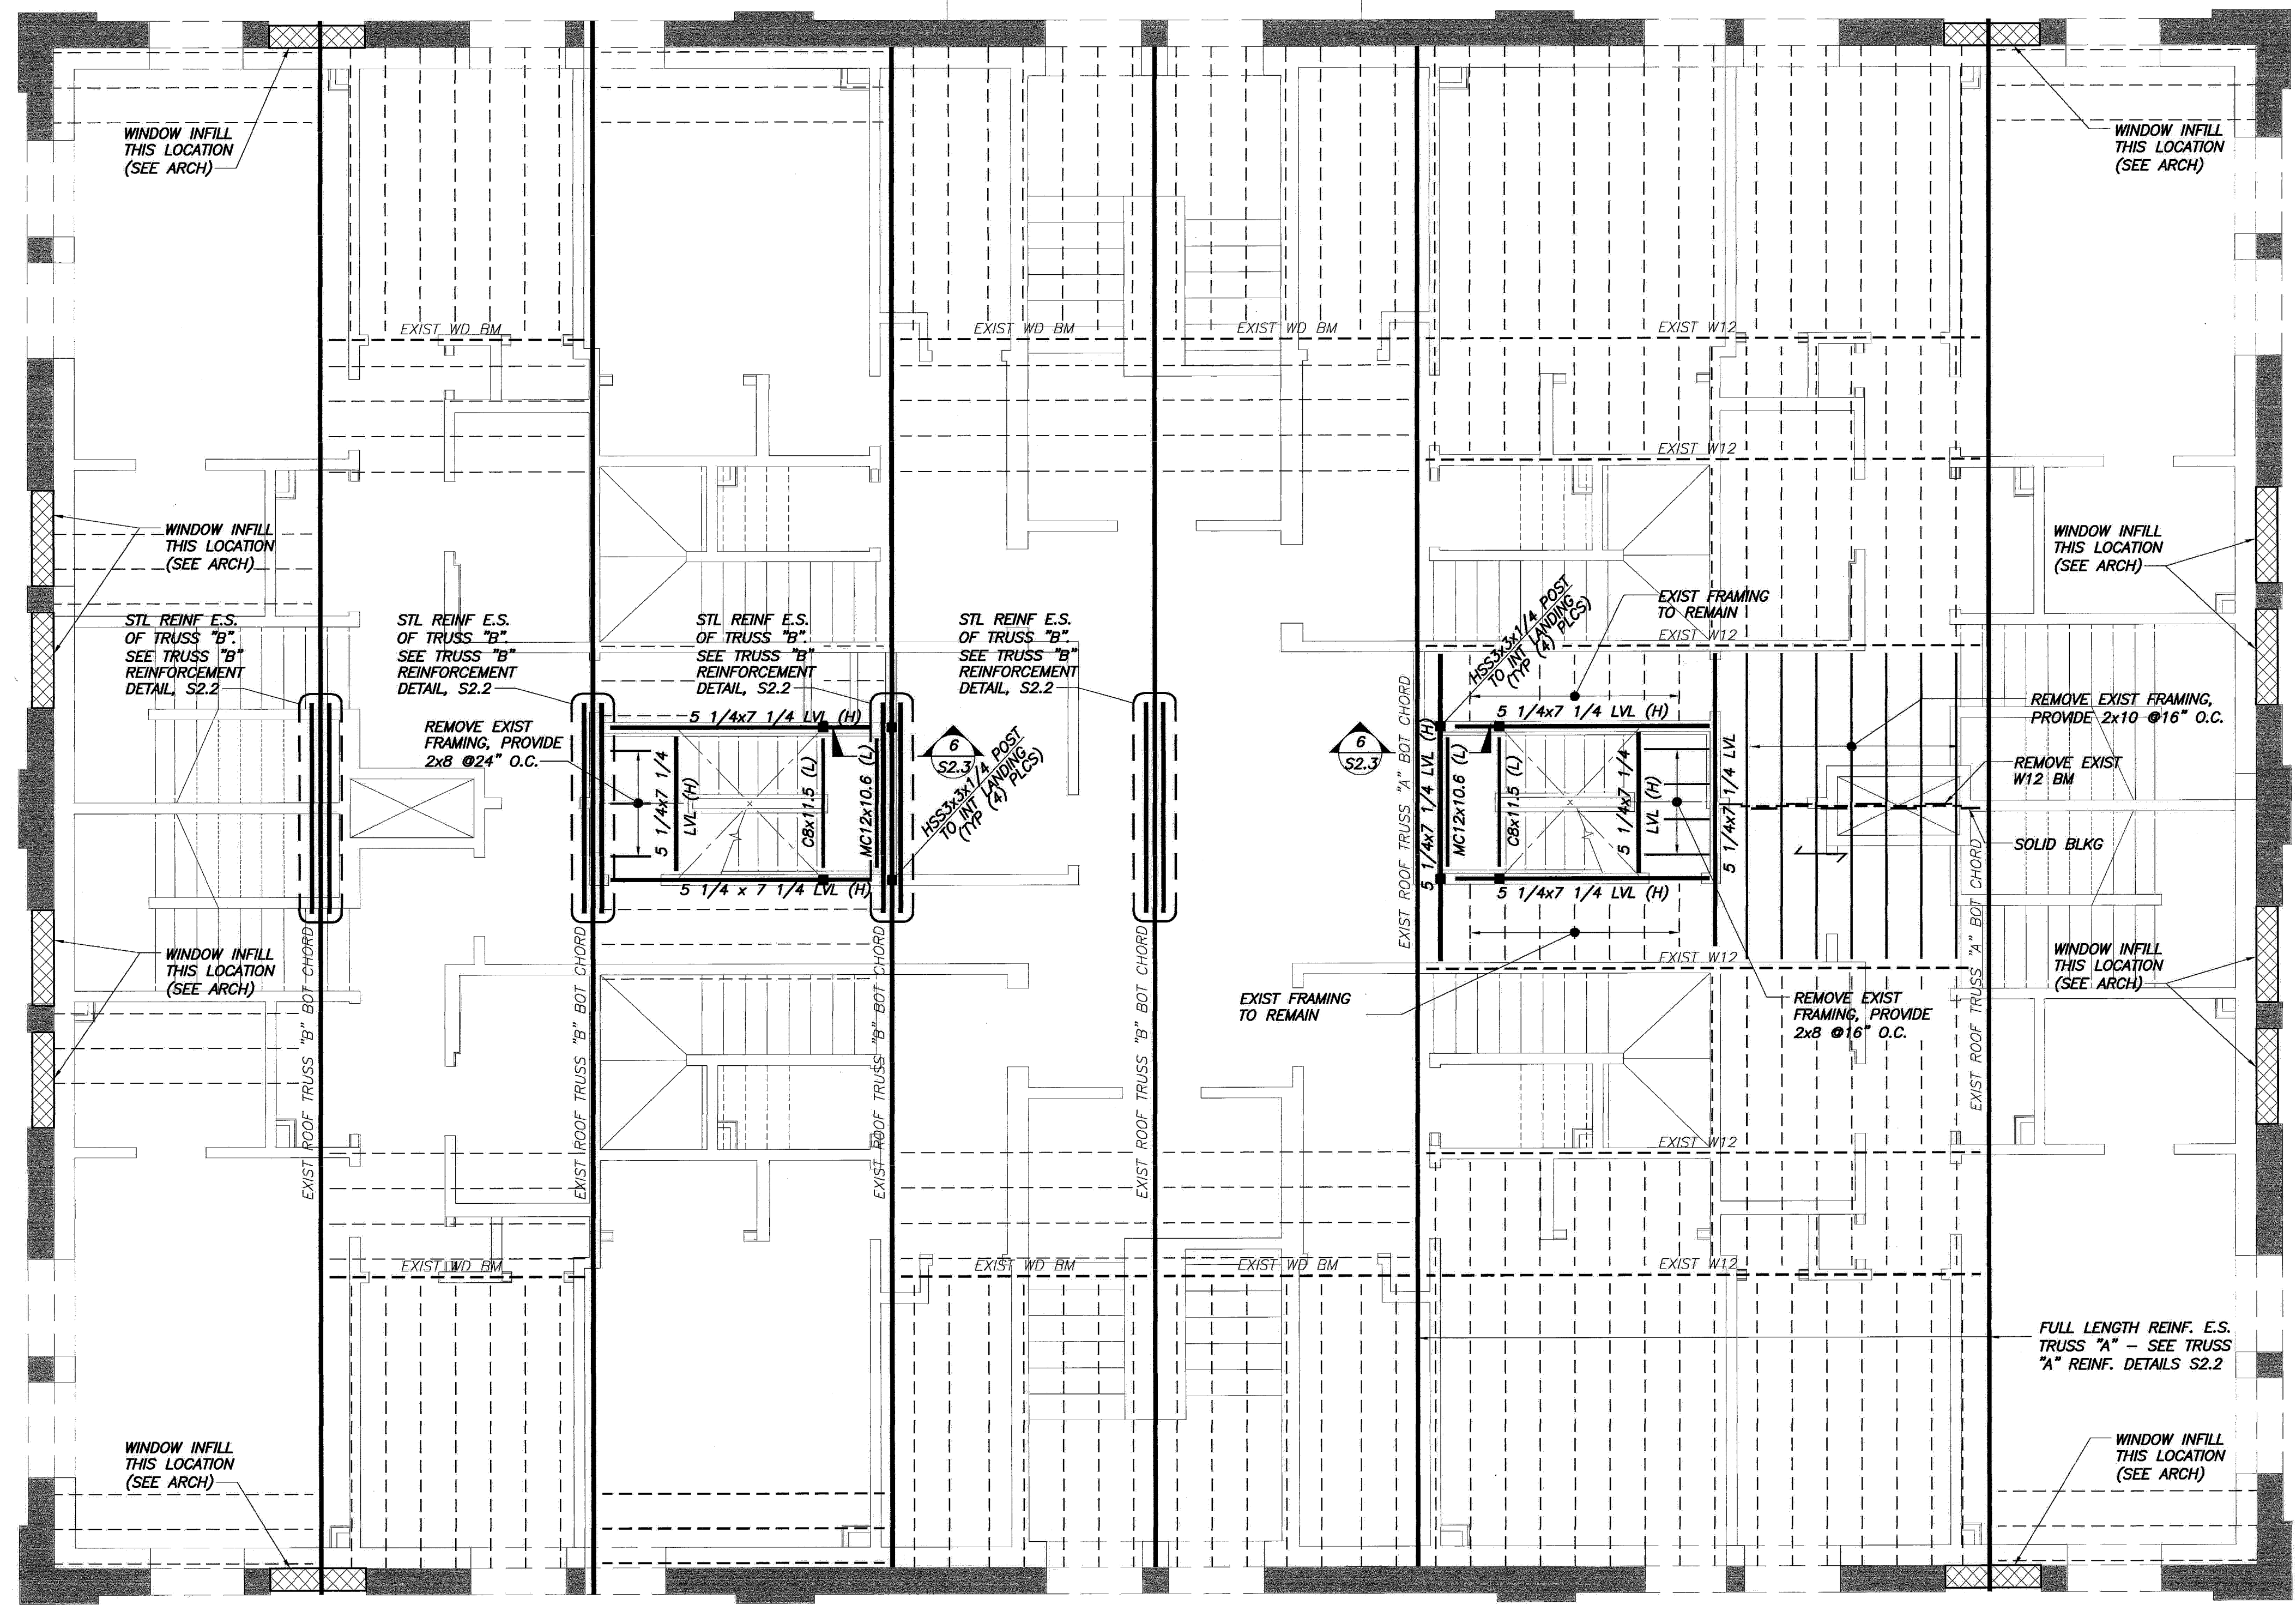 WINDOW INFILL
THIS LOCATION
(SEE ARCH)
WINDOW INFILL
THIS LOCATION
(SEE ARCH)
EXIST WD BM
EXIST WD BM
EXIST WD BM
EXIST W12
EXIST W12
WINDOW INFILL
THIS LOCATION
(SEE ARCH)
WINDOW INFILL
THIS LOCATION
(SEE ARCH)
STL REINF E.S.
OF TRUSS "B".
SEE TRUSS "B"
REINFORCEMENT
DETAIL, S2.2
STL REINF E.S.
OF TRUSS "B".
SEE TRUSS "B"
REINFORCEMENT
DETAIL, S2.2
STL REINF E.S.
OF TRUSS "B".
SEE TRUSS "B"
REINFORCEMENT
DETAIL, S2.2
STL REINF E.S.
OF TRUSS "B".
SEE TRUSS "B"
REINFORCEMENT
DETAIL, S2.2
HSS3x3x1/4 POST
TO INT LANDING
(TYP (4) PLCS)
EXIST FRAMING
TO REMAIN
EXIST W12
REMOVE EXIST
FRAMING, PROVIDE
2x8 @24" O.C.
5 1/4x7 1/4 LVL (H)
5 1/4x7 1/4
LVL (H)
C8x11.5 (L)
MC12x10.6 (L)
5 1/4 x 7 1/4 LVL (H)
6
S2.3
HSS3x3x1/4 POST
TO INT LANDING
(TYP (4) PLCS)
6
S2.3
EXIST ROOF TRUSS "A" BOT CHORD
5 1/4x7 1/4 LVL (H)
MC12x10.6 (L)
5 1/4x7 1/4 LVL (H)
C8x11.5 (L)
5 1/4x7 1/4
LVL (H)
5 1/4x7 1/4 LVL (H)
5 1/4x7 1/4 LVL
REMOVE EXIST FRAMING,
PROVIDE 2x10 @16" O.C.
REMOVE EXIST
W12 BM
SOLID BLKG
WINDOW INFILL
THIS LOCATION
(SEE ARCH)
EXIST ROOF TRUSS "B" BOT CHORD
EXIST ROOF TRUSS "B" BOT CHORD
EXIST ROOF TRUSS "B" BOT CHORD
EXIST ROOF TRUSS "B" BOT CHORD
EXIST FRAMING
TO REMAIN
EXIST W12
REMOVE EXIST
FRAMING, PROVIDE
2x8 @16" O.C.
EXIST ROOF TRUSS "A" BOT CHORD
WINDOW INFILL
THIS LOCATION
(SEE ARCH)
EXIST W12
EXIST WD BM
EXIST WD BM
EXIST WD BM
EXIST W12
FULL LENGTH REINF. E.S.
TRUSS "A" - SEE TRUSS
"A" REINF. DETAILS S2.2
WINDOW INFILL
THIS LOCATION
(SEE ARCH)
WINDOW INFILL
THIS LOCATION
(SEE ARCH)